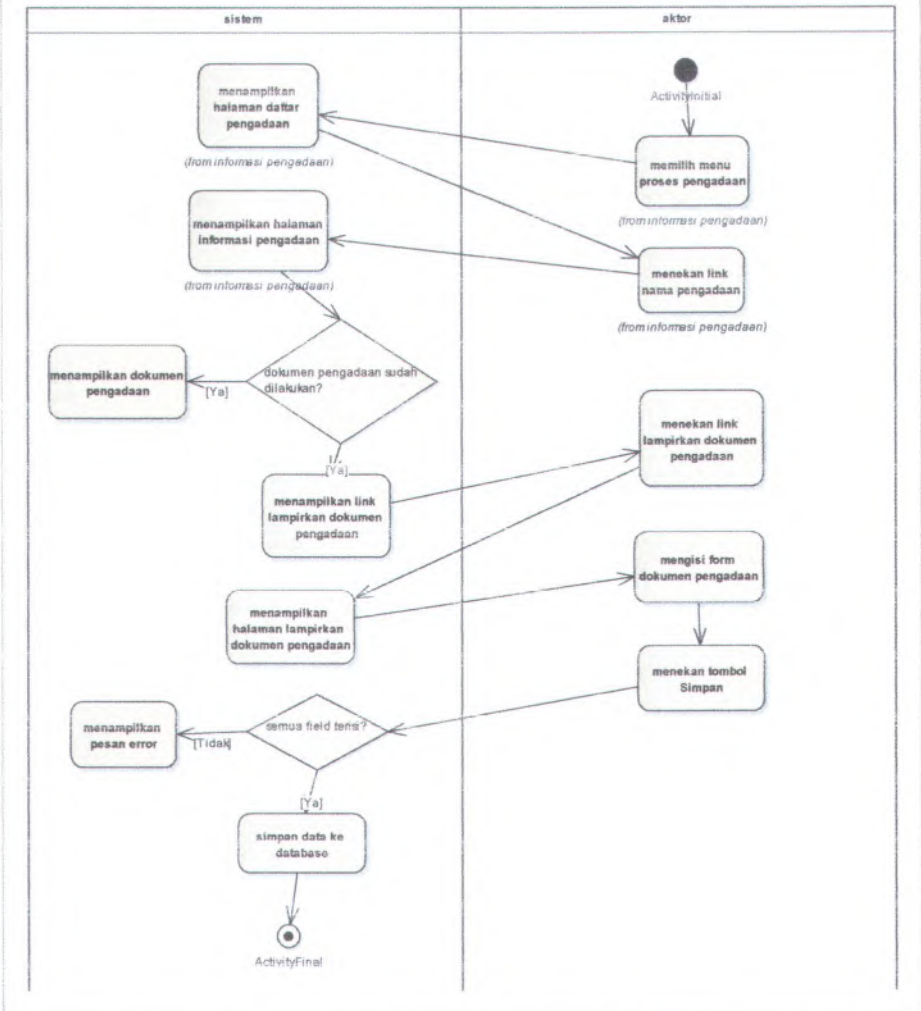 sistem
aktor
ActivityInitial
menampilkan
halaman daftar
pengadaan
(from informasi pengadaan)
memilih menu
proses pengadaan
(from informasi pengadaan)
menampilkan halaman
informasi pengadaan
(from informasi pengadaan)
menekan link
nama pengadaan
(from informasi pengadaan)
dokumen pengadaan sudah
dilakukan?
[Ya]
menampilkan dokumen
pengadaan
[Ya]
menampilkan link
lampirkan dokumen
pengadaan
menekan link
lampirkan dokumen
pengadaan
menampilkan
halaman lampirkan
dokumen pengadaan
mengisi form
dokumen pengadaan
menekan tombol
Simpan
semua field terisi?
[Tidak]
menampilkan
pesan error
[Ya]
simpan data ke
database
ActivityFinal